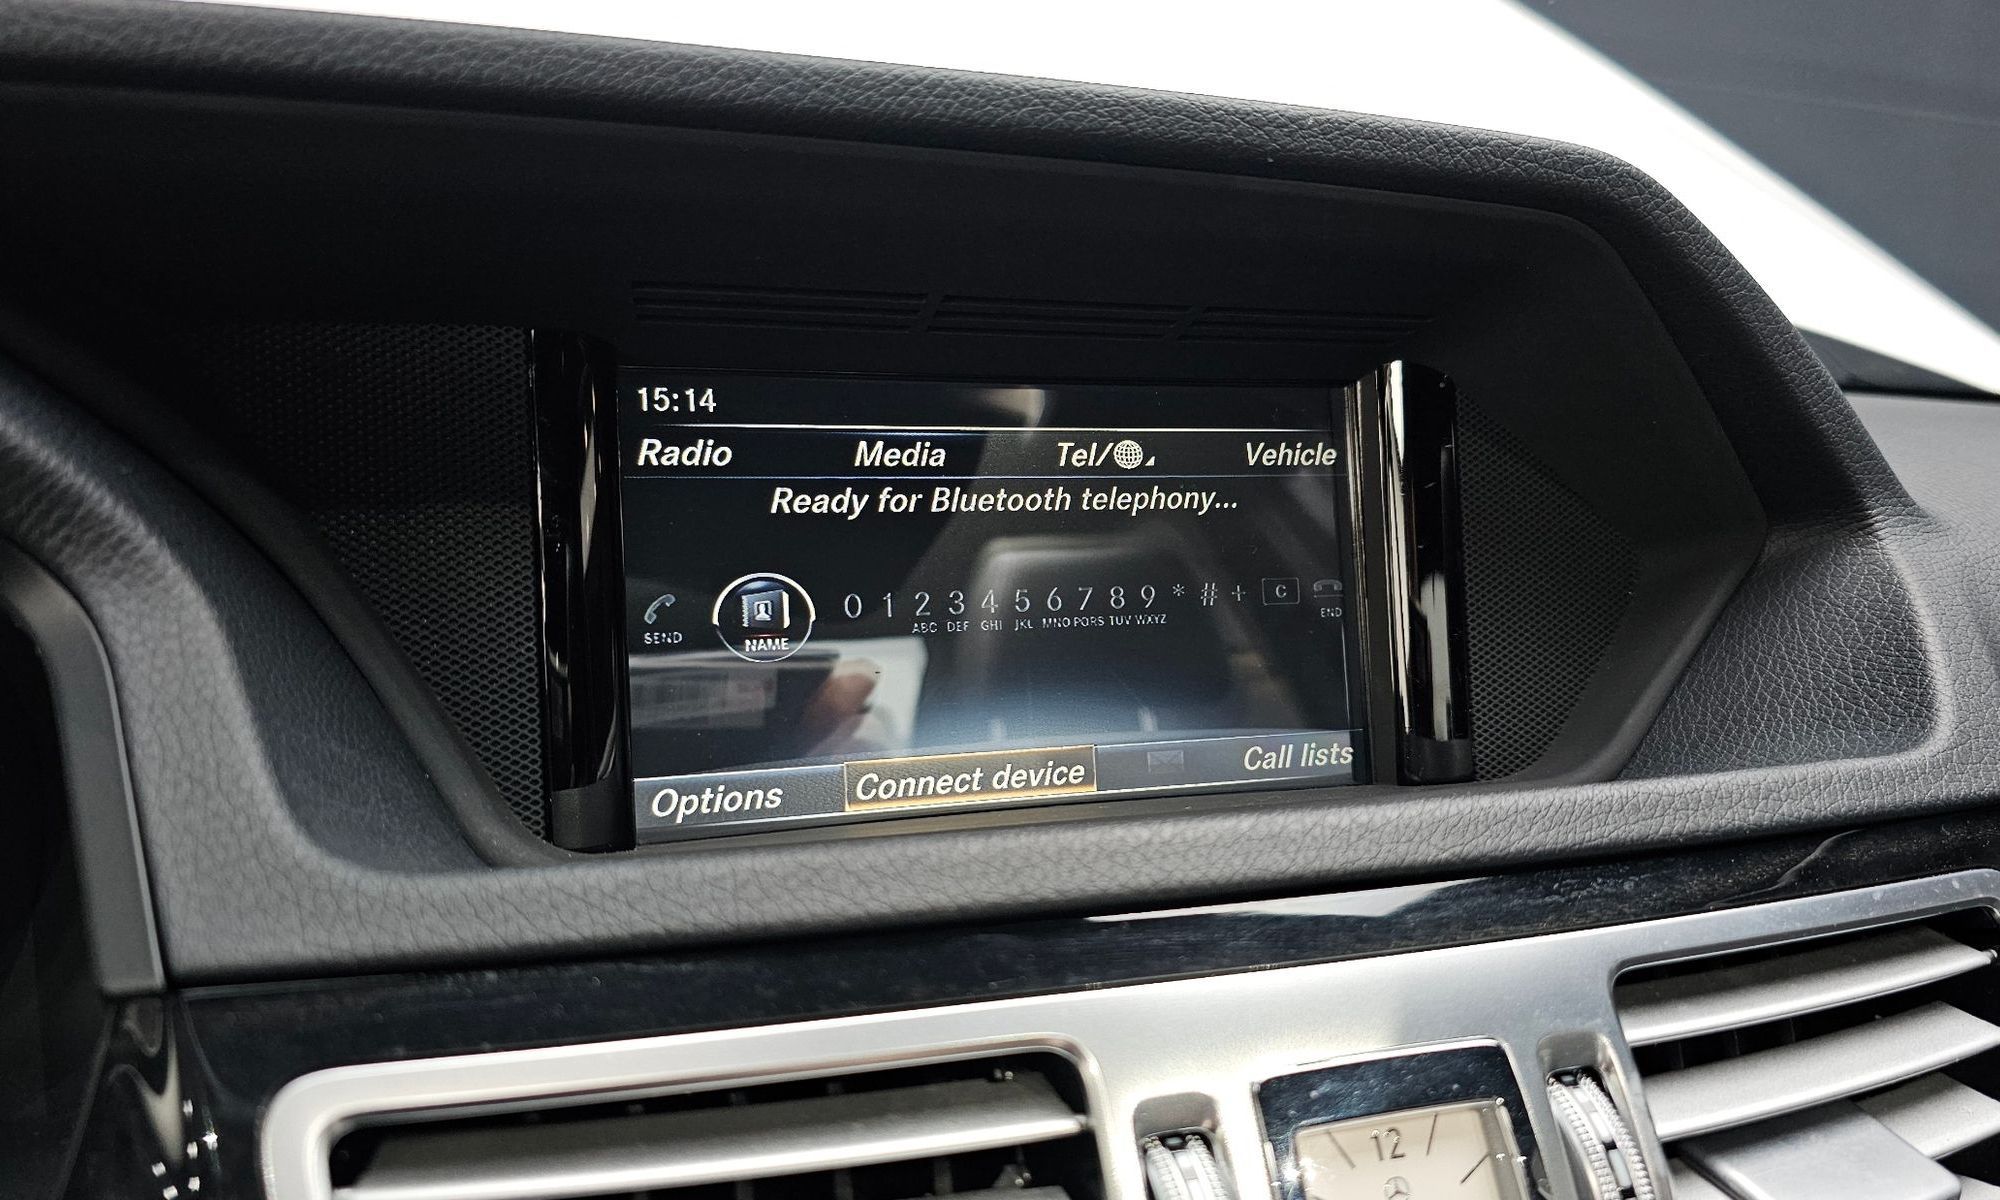 15:14
Radio Media Tel/ Vehicle
Ready for Bluetooth telephony...
0 1 2 3 4 5 6 7 8 9 * # + C
SEND NAME ABC DEF GHI JKL MNO PQRS TUV WXYZ END
Options Connect device Call lists
12